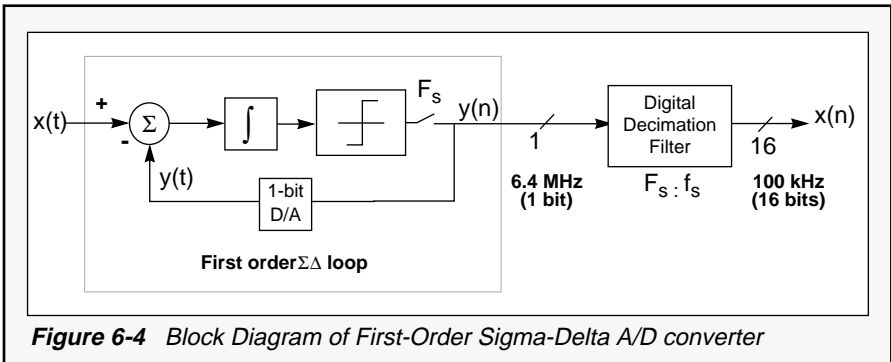 x(t)
+
-
Σ
∫
F_s
y(n)
y(t)
1-bit
D/A
First order ΣΔ loop
1
6.4 MHz
(1 bit)
Digital
Decimation
Filter
F_s : f_s
16
100 kHz
(16 bits)
x(n)
Figure 6-4 Block Diagram of First-Order Sigma-Delta A/D converter